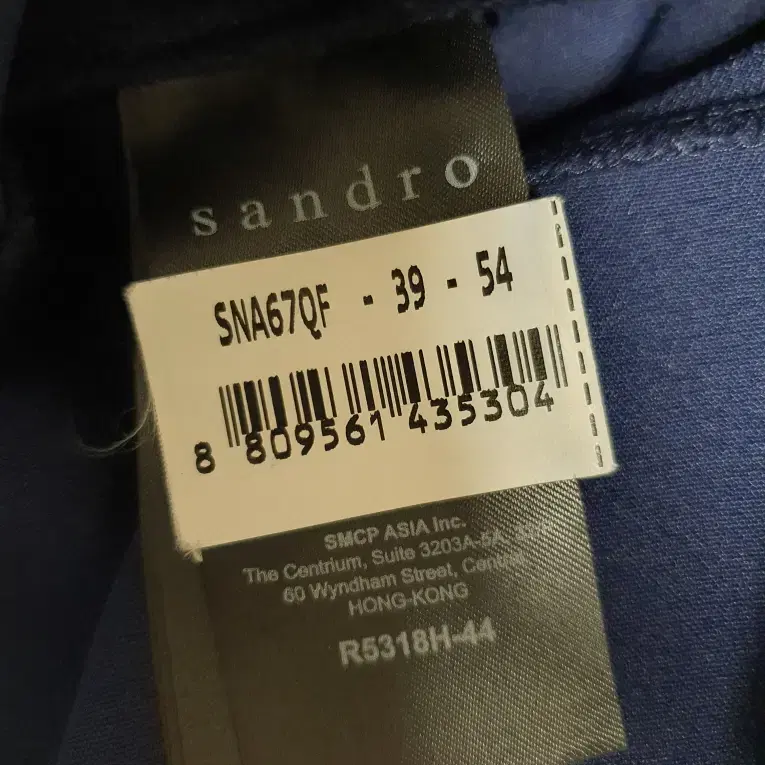 sandro
SNA67QF - 39 - 54
8 809561 435304
SMCP ASIA Inc.
The Centrium, Suite 3203A-5A,
60 Wyndham Street, Central,
HONG-KONG
R5318H-44